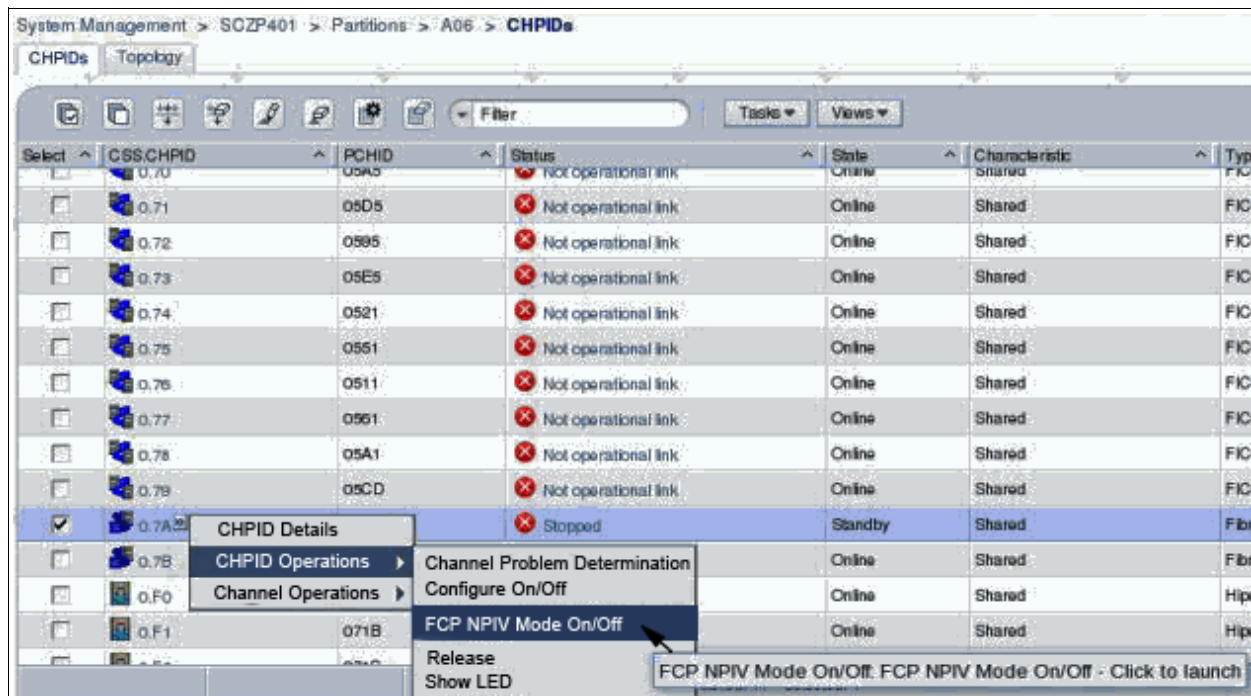 System Management > SCZP401 > Partitions > A06 > CHPIDs
CHPIDs Topology
Filter Tasks Views
Select CSS.CHPID PCHID Status State Characteristic Typ
0.70 05A5 Not operational link Online Shared FIC
0.71 05D5 Not operational link Online Shared FIC
0.72 0595 Not operational link Online Shared FIC
0.73 05E5 Not operational link Online Shared FIC
0.74 0521 Not operational link Online Shared FIC
0.75 0551 Not operational link Online Shared FIC
0.76 0511 Not operational link Online Shared FIC
0.77 0561 Not operational link Online Shared FIC
0.78 05A1 Not operational link Online Shared FIC
0.79 05CD Not operational link Online Shared FIC
0.7A Stopped Standby Shared Fib
0.7B Online Shared Fib
0.F0 Online Shared Hip
0.F1 071B Online Shared Hip
CHPID Details
CHPID Operations
Channel Operations
Channel Problem Determination
Configure On/Off
FCP NPIV Mode On/Off
Release
Show LED
FCP NPIV Mode On/Off: FCP NPIV Mode On/Off - Click to launch